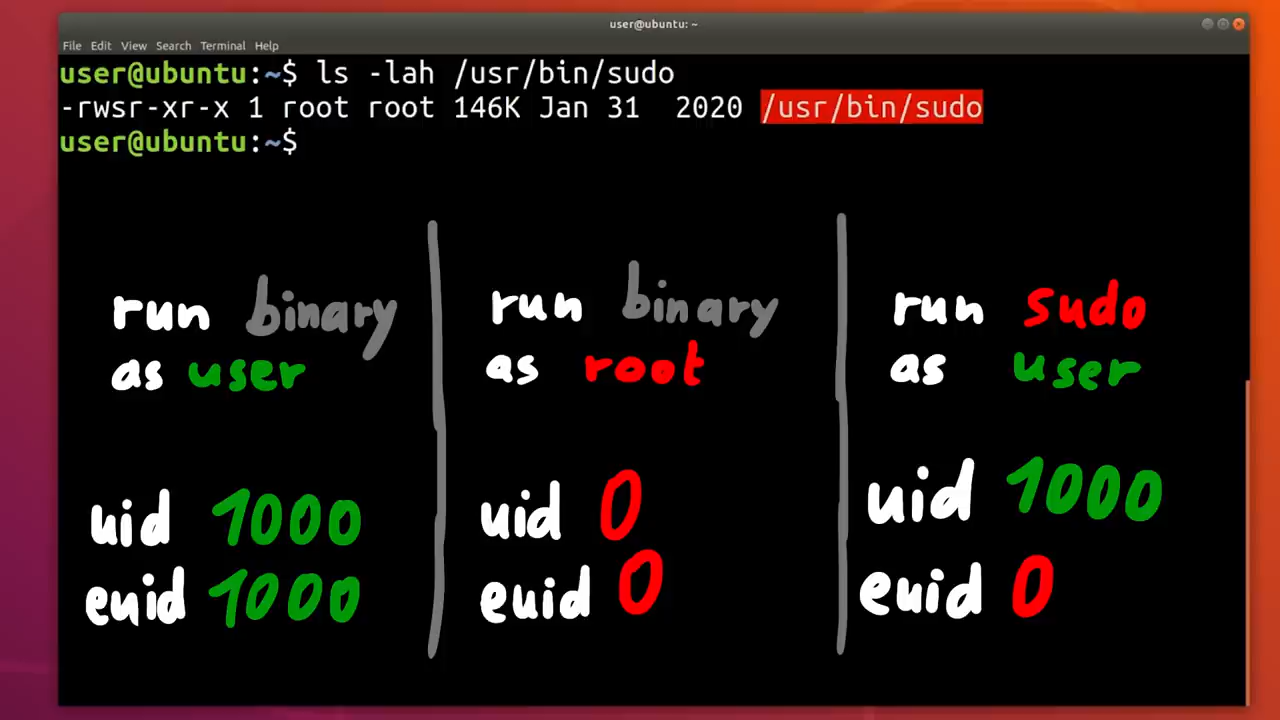 user@ubuntu: ~
File Edit View Search Terminal Help
user@ubuntu:~$ ls -lah /usr/bin/sudo
-rwsr-xr-x 1 root root 146K Jan 31  2020 /usr/bin/sudo
user@ubuntu:~$
run binary
as user
uid 1000
euid 1000
run binary
as root
uid 0
euid 0
run sudo
as user
uid 1000
euid 0